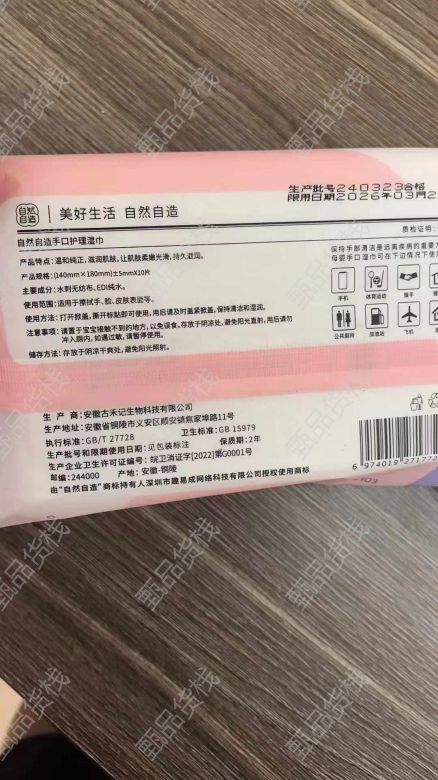 生产批号240323合格
限用日期2026年03月2
自然自造
美好生活 自然自造
自然自造手口护理湿巾
质检证明:
产品特点：温和纯正，滋润肌肤，让肌肤柔嫩光滑，持久滋润。
产品规格：(140mm×180mm)±5mmX10片
主要成分：水刺无纺布、EDI纯水。
使用范围：适用于擦拭手、脸、皮肤表面等。
使用方法：打开掀盖，撕开标贴即可使用，用后请及时盖紧掀盖，保持清洁和湿润。
注意事项：请置于宝宝接触不到的地方，以免误食。存放于阴凉处，避免阳光直射，用后请勿
冲入厕内，如遇过敏，请暂停使用。
储存方法：存放于阴凉干爽处，避免阳光照射。
保持手部清洁是远离疾病的重要方
母婴手口湿巾可在下边情况下使
手机
体育运动
握手
公共厕所
加油站
飞机
生 产 商：安徽古禾记生物科技有限公司
生产地址：安徽省铜陵市义安区顺安镇焦家埠路11号
执行标准：GB/T 27728
卫生标准：GB 15979
生产批号和限期使用日期：见包装标注
保质期：2年
生产企业卫生许可证编号：皖卫消证字[2022]第G0001号
邮编：244000
产地：安徽·铜陵
由“自然自造”商标持有人深圳市趣易成网络科技有限公司授权使用商标
6 974019 271772
甄品货栈